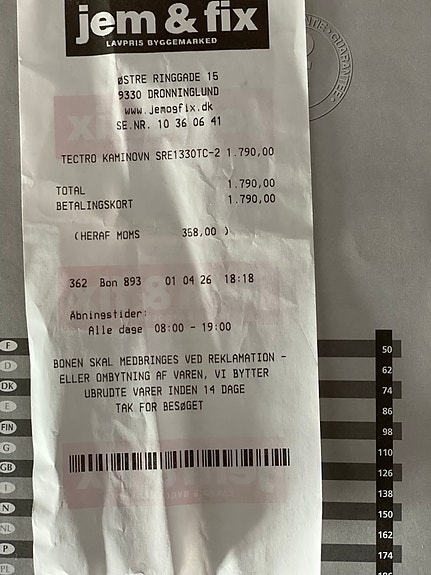 jem & fix
LAVPRIS BYGGEMARKED
ØSTRE RINGGADE 15
9330 DRONNINGLUND
www.jemogfix.dk
SE.NR. 10 36 06 41
TECTRO KAMINOVN SRE1330TC-2 1.790,00
TOTAL 1.790,00
BETALINGSKORT 1.790,00
(HERAF MOMS 358,00 )
362 Bon 893 01 04 26 18:18
Åbningstider:
Alle dage 08:00 - 19:00
BONEN SKAL MEDBRINGES VED REKLAMATION -
ELLER OMBYTNING AF VAREN, VI BYTTER
UBRUDTE VARER INDEN 14 DAGE
TAK FOR BESØGET
F 50
D 62
DK 74
E 86
FIN 98
G 110
GB 126
I 138
N 150
NL 162
P 174
PL